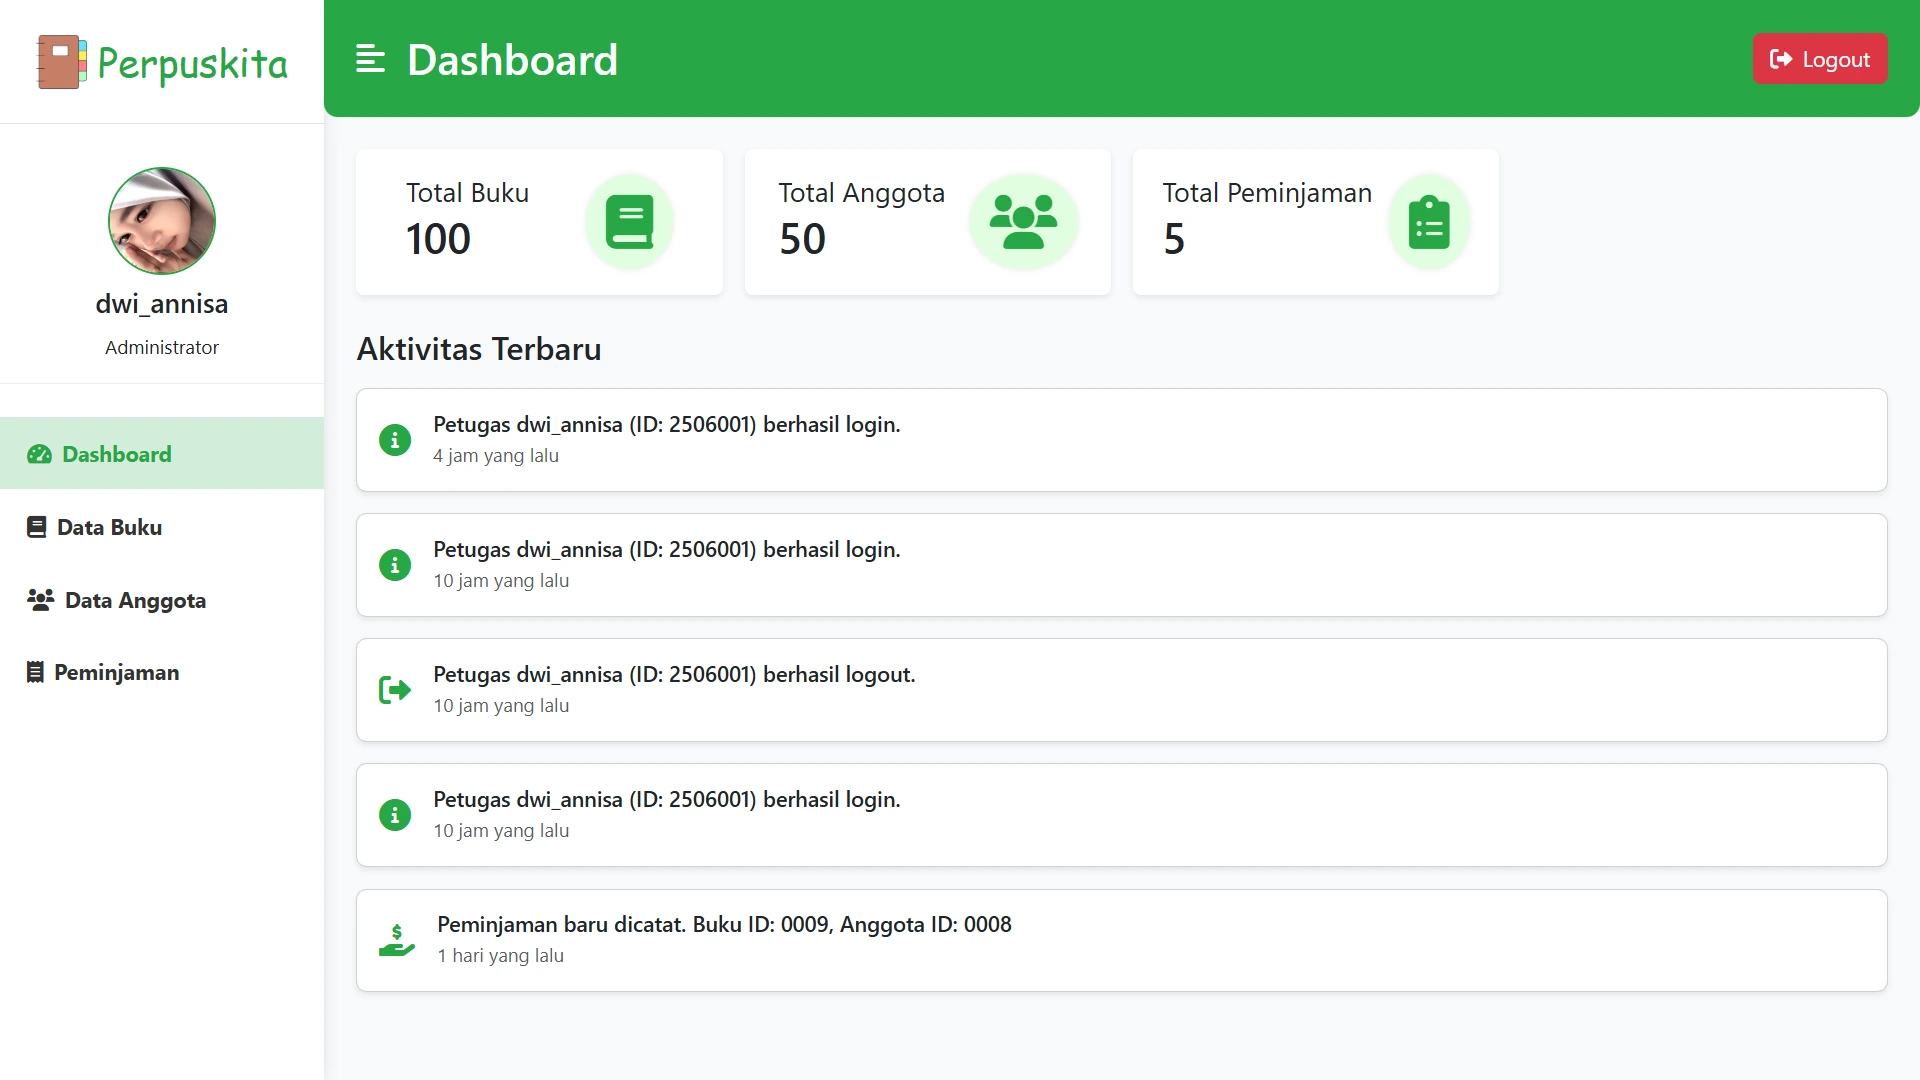 Perpuskita
Dashboard
Logout
dwi_annisa
Administrator
Dashboard
Data Buku
Data Anggota
Peminjaman
Total Buku
100
Total Anggota
50
Total Peminjaman
5
Aktivitas Terbaru
Petugas dwi_annisa (ID: 2506001) berhasil login.
4 jam yang lalu
Petugas dwi_annisa (ID: 2506001) berhasil login.
10 jam yang lalu
Petugas dwi_annisa (ID: 2506001) berhasil logout.
10 jam yang lalu
Petugas dwi_annisa (ID: 2506001) berhasil login.
10 jam yang lalu
Peminjaman baru dicatat. Buku ID: 0009, Anggota ID: 0008
1 hari yang lalu